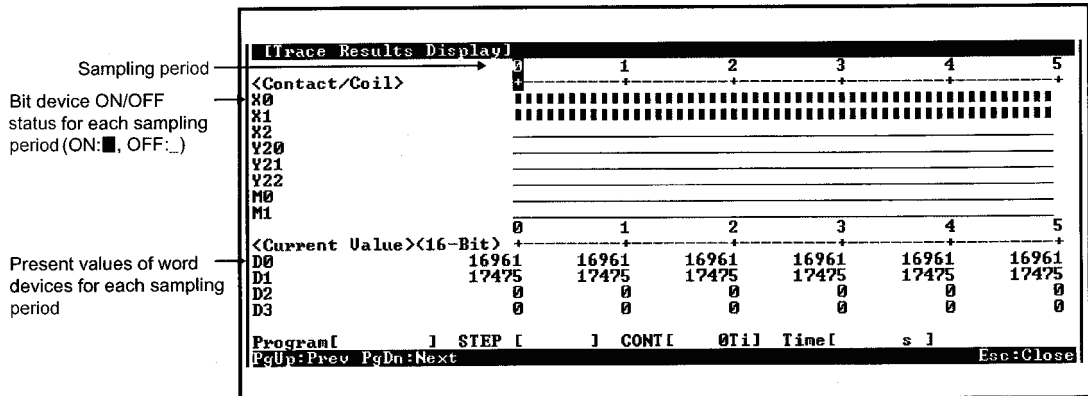 [Trace Results Display]
Sampling period
0 1 2 3 4 5
<Contact/Coil> +---------+---------+---------+---------+---------+
Bit device ON/OFF
status for each sampling
period (ON:■, OFF:_)
X0
X1
X2
Y20
Y21
Y22
M0
M1
0 1 2 3 4 5
<Current Value><16-Bit> +---------+---------+---------+---------+---------+
Present values of word
devices for each sampling
period
D0 16961 16961 16961 16961 16961 16961
D1 17475 17475 17475 17475 17475 17475
D2 0 0 0 0 0 0
D3 0 0 0 0 0 0
Program[ ] STEP [ ] CONT[ 0Ti] Time[ s ]
PgUp:Prev PgDn:Next Esc:Close